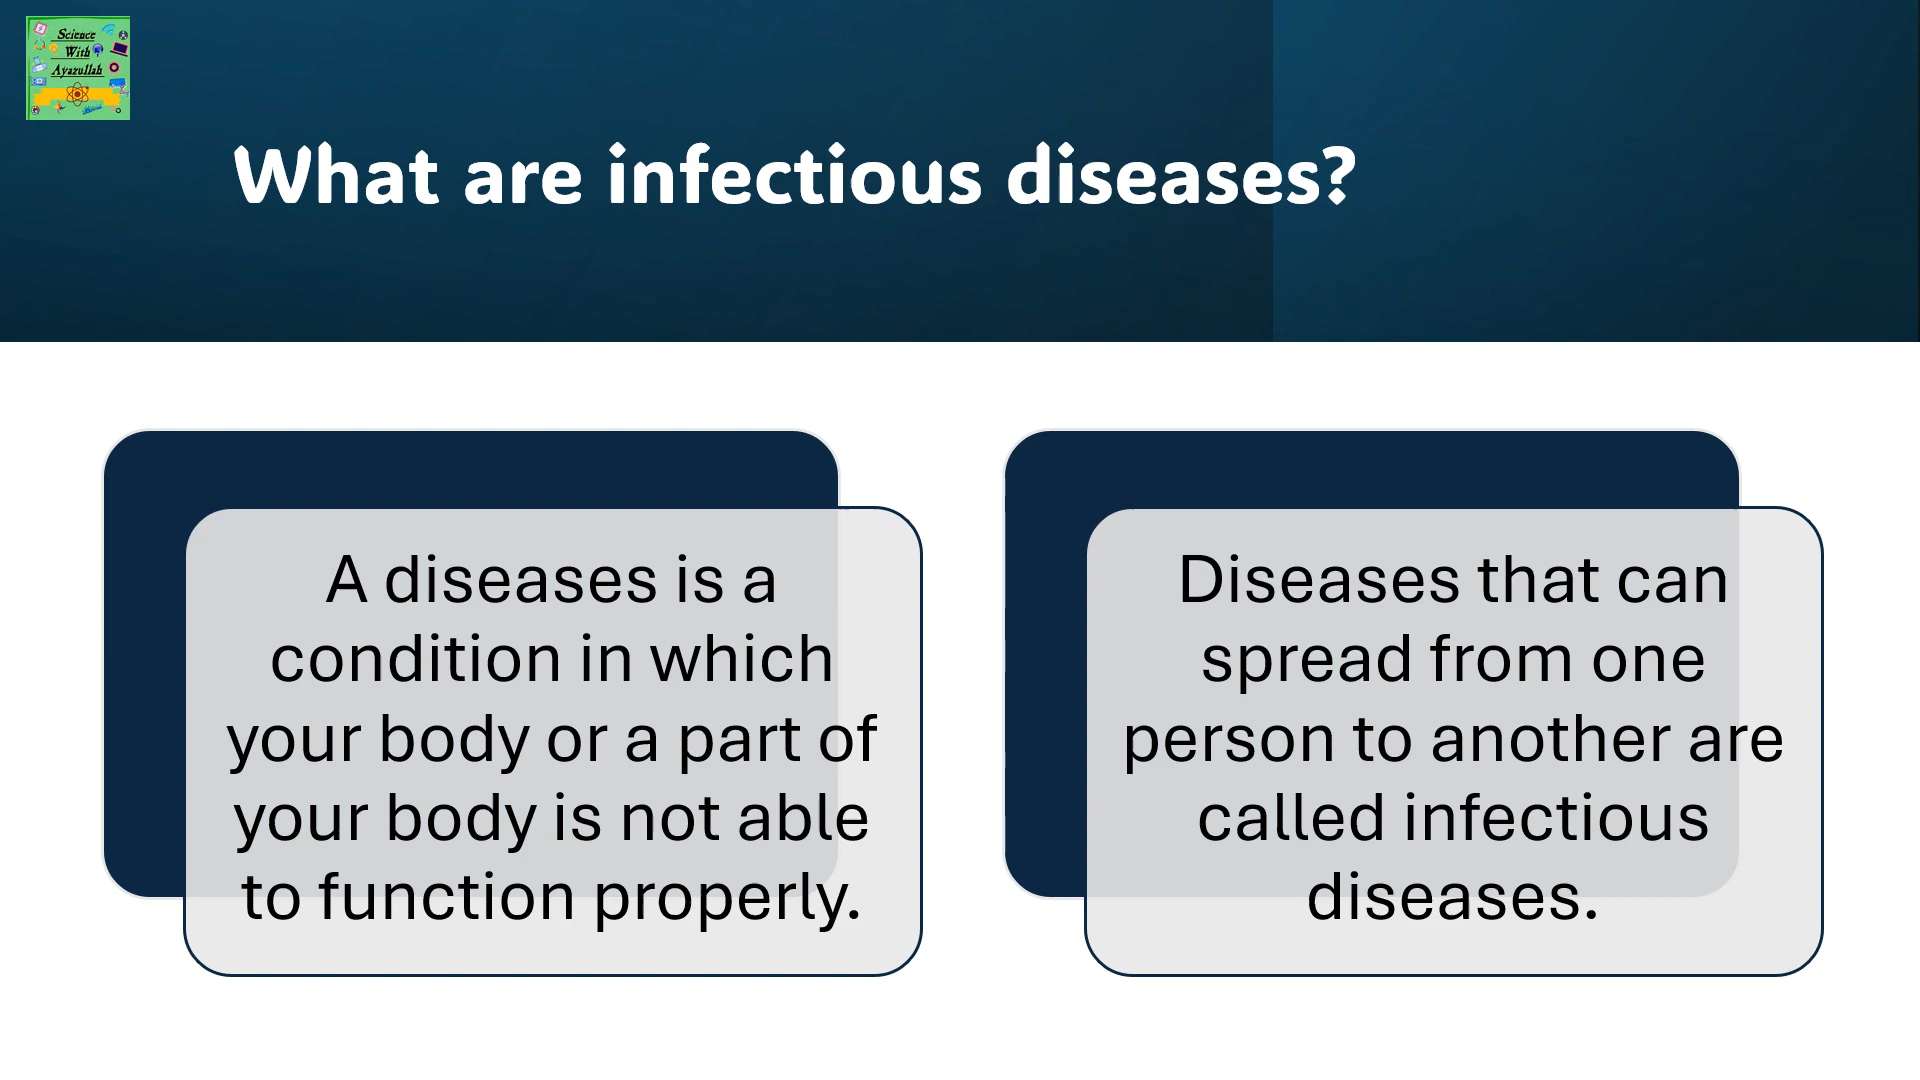 Science
With
Ayazullah
What are infectious diseases?
A diseases is a
condition in which
your body or a part of
your body is not able
to function properly.
Diseases that can
spread from one
person to another are
called infectious
diseases.